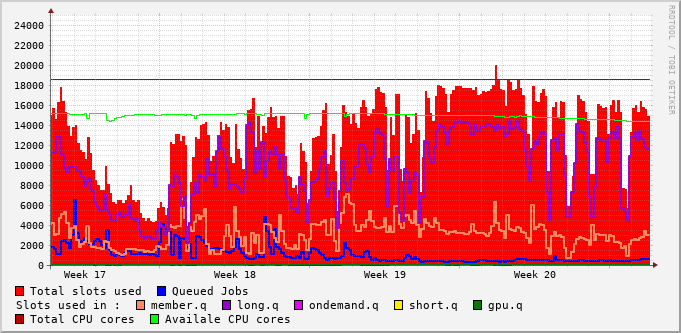 RRDTOOL / TOBI OETIKER
24000
22000
20000
18000
16000
14000
12000
10000
8000
6000
4000
2000
0
Week 17 Week 18 Week 19 Week 20
Total slots used Queued Jobs
Slots used in : member.q long.q ondemand.q short.q gpu.q
Total CPU cores Availale CPU cores